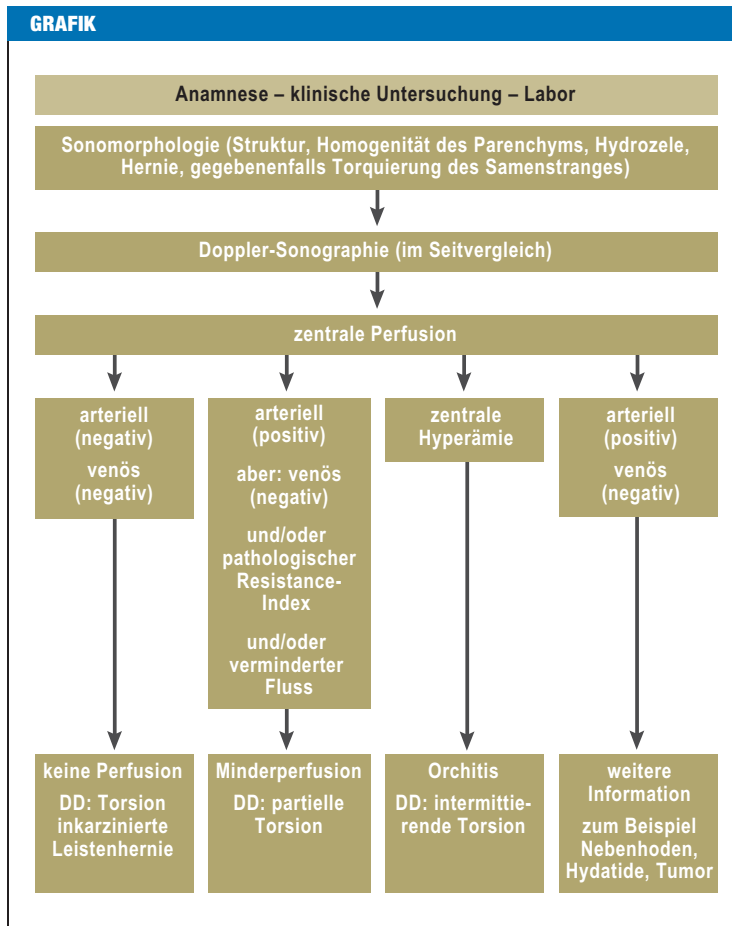 GRAFIK
Anamnese – klinische Untersuchung – Labor
Sonomorphologie (Struktur, Homogenität des Parenchyms, Hydrozele,
Hernie, gegebenenfalls Torquierung des Samenstranges)
Doppler-Sonographie (im Seitvergleich)
zentrale Perfusion
arteriell
(negativ)
venös
(negativ)
arteriell
(positiv)
aber: venös
(negativ)
und/oder
pathologischer
Resistance-
Index
und/oder
verminderter
Fluss
zentrale
Hyperämie
arteriell
(positiv)
venös
(negativ)
keine Perfusion
DD: Torsion
inkarzinierte
Leistenhernie
Minderperfusion
DD: partielle
Torsion
Orchitis
DD: intermittie-
rende Torsion
weitere
Information
zum Beispiel
Nebenhoden,
Hydatide, Tumor